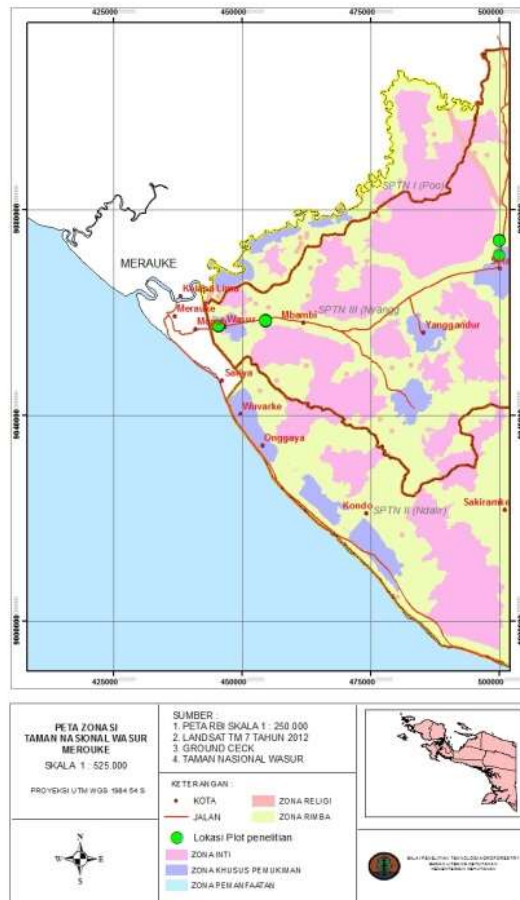 425000 450000 475000 500000
SPTN I (Poo)
MERAUKE
Kelapa Lima
Merauke
Wasur
Mbambi
SPTN III (Nyang
Yanggandur
Wuvarke
Onggaya
Kondo
SPTN II (Ndalir)
425000 450000 475000 500000
PETA ZONASI
TAMAN NASIONAL WASUR
MEROUKE
SKALA 1 : 525.000
PROYEKSI UTM WGS 1984 54 S
N
W E
S
SUMBER :
1. PETA RBI SKALA 1 : 250.000
2. LANDSAT TM 7 TAHUN 2012
3. GROUND CECK
4. TAMAN NASIONAL WASUR
KETERANGAN :
KOTA
JALAN
Lokasi Plot penelitian
ZONA INTI
ZONA KHUSUS PEMUKIMAN
ZONA PEMANFAATAN
ZONA RELIGI
ZONA RIMBA